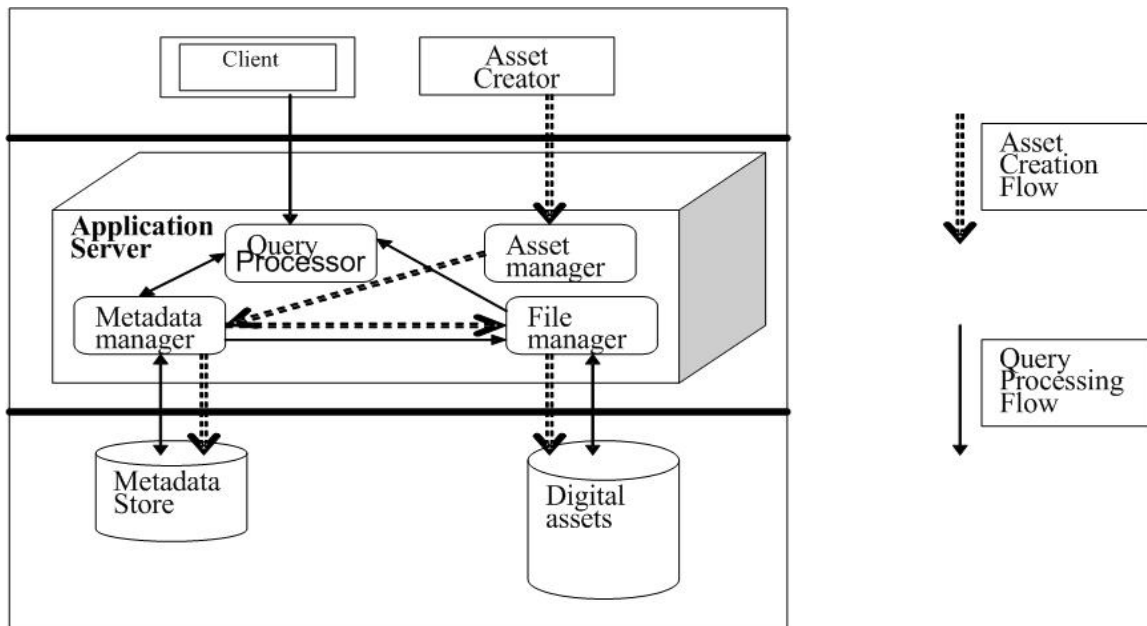 Client
Asset
Creator
Application
Server
Query
Processor
Asset
manager
Metadata
manager
File
manager
Metadata
Store
Digital
assets
Asset
Creation
Flow
Query
Processing
Flow